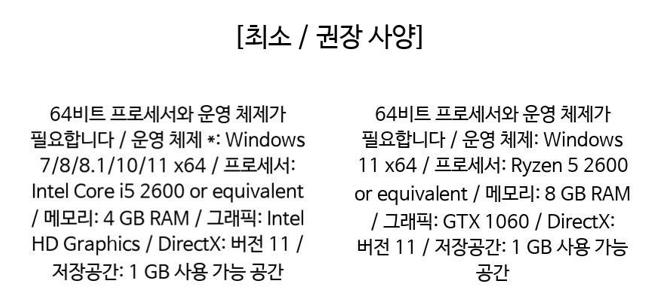 [최소 / 권장 사양]
64비트 프로세서와 운영 체제가
필요합니다 / 운영 체제 *: Windows
7/8/8.1/10/11 x64 / 프로세서:
Intel Core i5 2600 or equivalent
/ 메모리: 4 GB RAM / 그래픽: Intel
HD Graphics / DirectX: 버전 11 /
저장공간: 1 GB 사용 가능 공간
64비트 프로세서와 운영 체제가
필요합니다 / 운영 체제: Windows
11 x64 / 프로세서: Ryzen 5 2600
or equivalent / 메모리: 8 GB RAM
/ 그래픽: GTX 1060 / DirectX:
버전 11 / 저장공간: 1 GB 사용 가능
공간